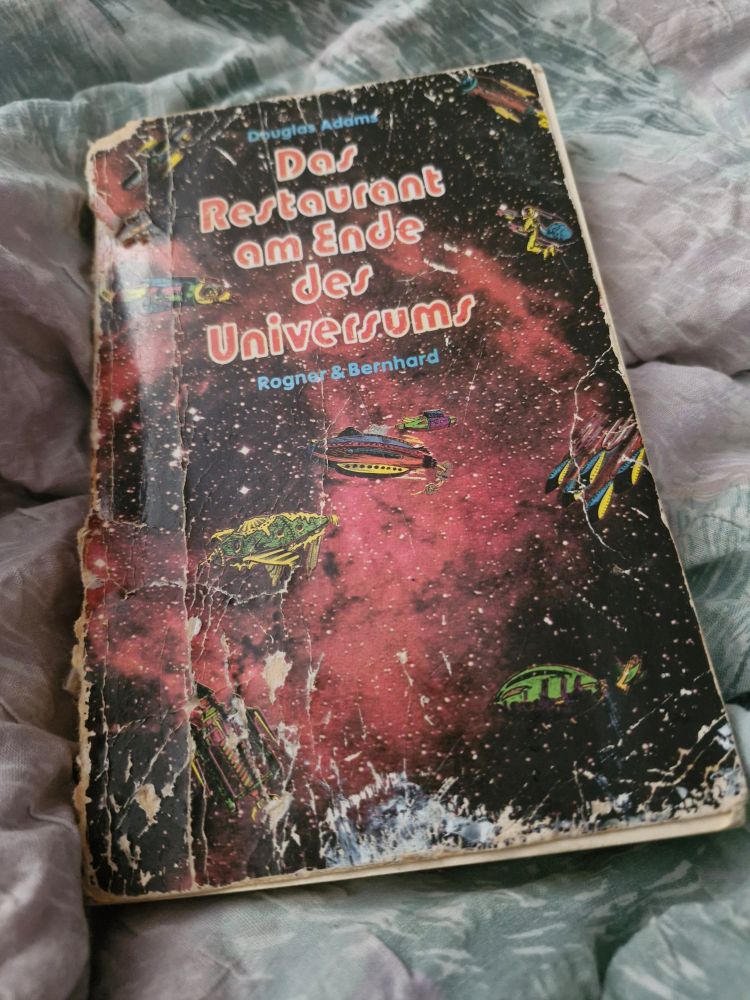 Douglas Adams
Das
Restaurant
am Ende
des
Universums
Rogner & Bernhard